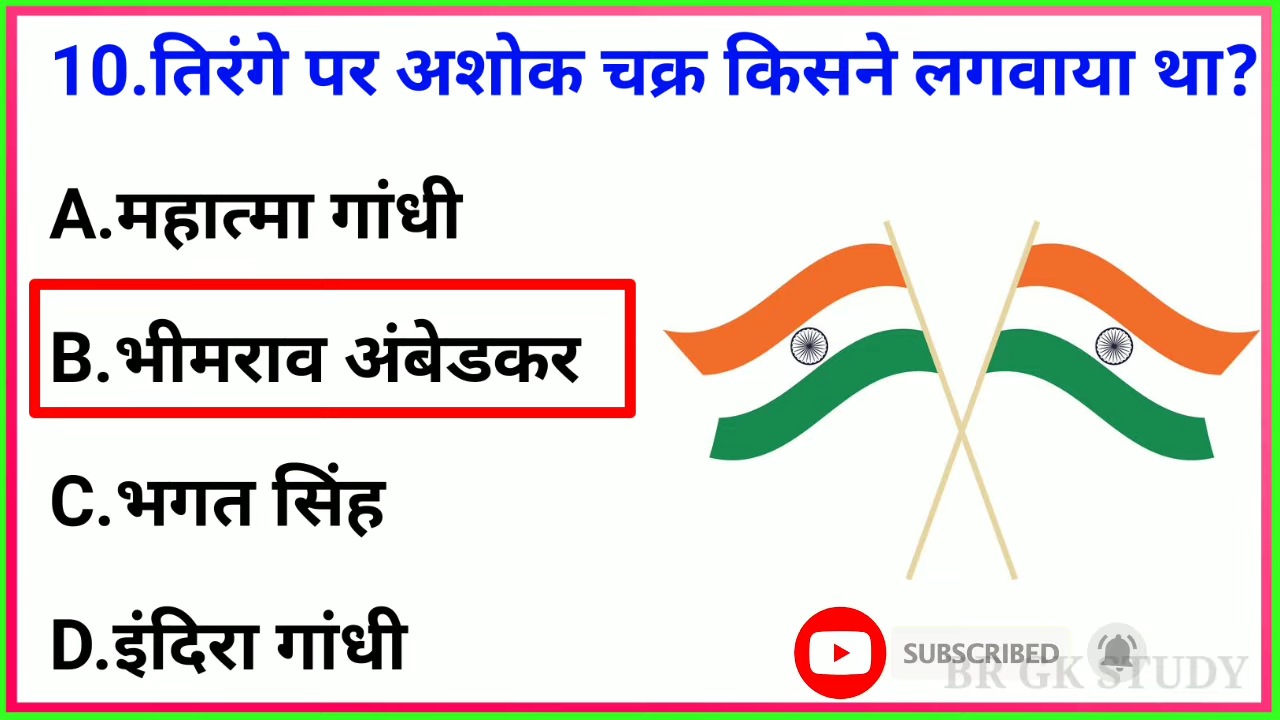 10.तिरंगे पर अशोक चक्र किसने लगवाया था?
A.महात्मा गांधी
B.भीमराव अंबेडकर
C.भगत सिंह
D.इंदिरा गांधी
SUBSCRIBED
BR GK STUDY